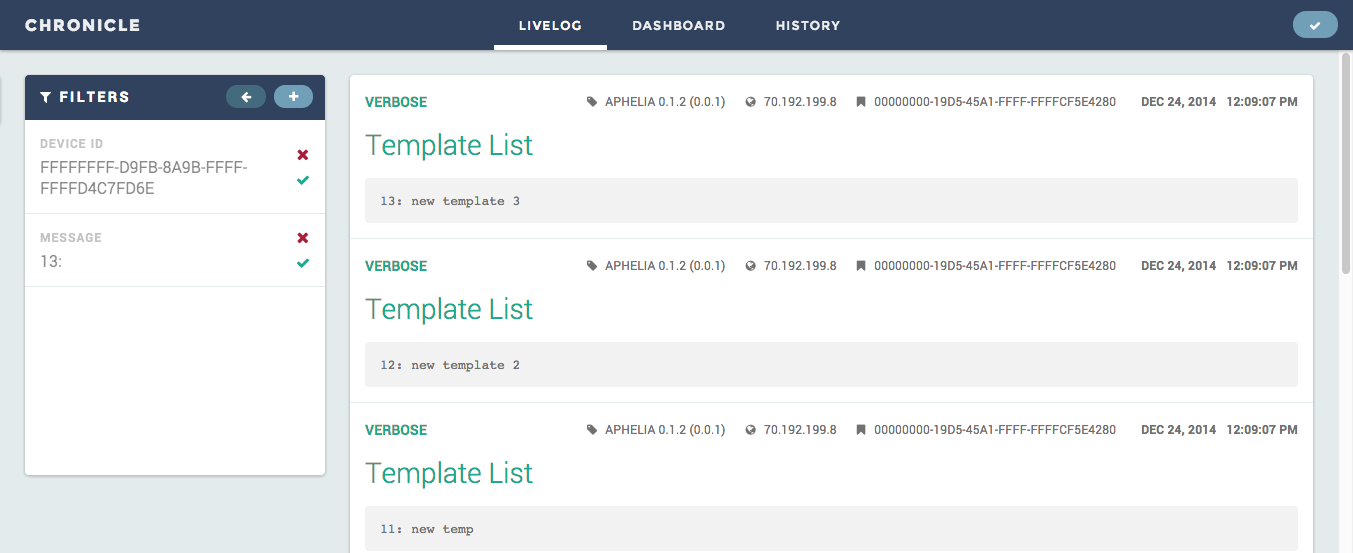 CHRONICLE
LIVELOG DASHBOARD HISTORY
FILTERS
DEVICE ID
FFFFFFFF-D9FB-8A9B-FFFF-
FFFFD4C7FD6E
MESSAGE
13:
VERBOSE APHELIA 0.1.2 (0.0.1) 70.192.199.8 00000000-19D5-45A1-FFFF-FFFFCF5E4280 DEC 24, 2014 12:09:07 PM
Template List
13: new template 3
VERBOSE APHELIA 0.1.2 (0.0.1) 70.192.199.8 00000000-19D5-45A1-FFFF-FFFFCF5E4280 DEC 24, 2014 12:09:07 PM
Template List
12: new template 2
VERBOSE APHELIA 0.1.2 (0.0.1) 70.192.199.8 00000000-19D5-45A1-FFFF-FFFFCF5E4280 DEC 24, 2014 12:09:07 PM
Template List
11: new temp